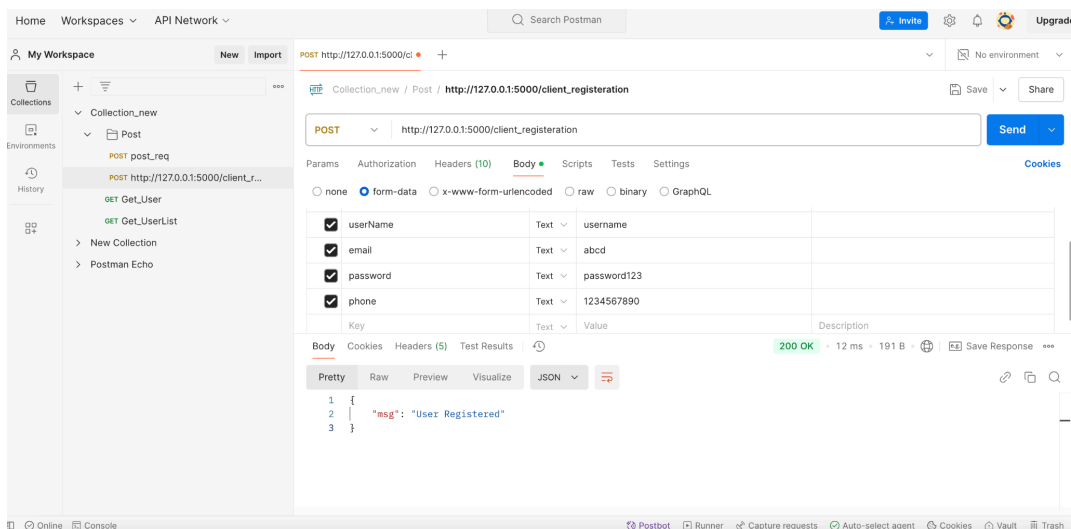 Home Workspaces API Network Search Postman Invite Upgrade
My Workspace New Import POST http://127.0.0.1:5000/cl No environment
Collections
Environments
History
Collection_new
Post
POST post_req
POST http://127.0.0.1:5000/client_r...
GET Get_User
GET Get_UserList
New Collection
Postman Echo
HTTP Collection_new / Post / http://127.0.0.1:5000/client_registeration Save Share
POST http://127.0.0.1:5000/client_registeration Send
Params Authorization Headers (10) Body Scripts Tests Settings Cookies
none form-data x-www-form-urlencoded raw binary GraphQL
userName Text username
email Text abcd
password Text password123
phone Text 1234567890
Key Text Value Description
Body Cookies Headers (5) Test Results 200 OK 12 ms 191 B e.g. Save Response
Pretty Raw Preview Visualize JSON
1 {
2 "msg": "User Registered"
3 }
Online Console Postbot Runner Capture requests Auto-select agent Cookies Vault Trash